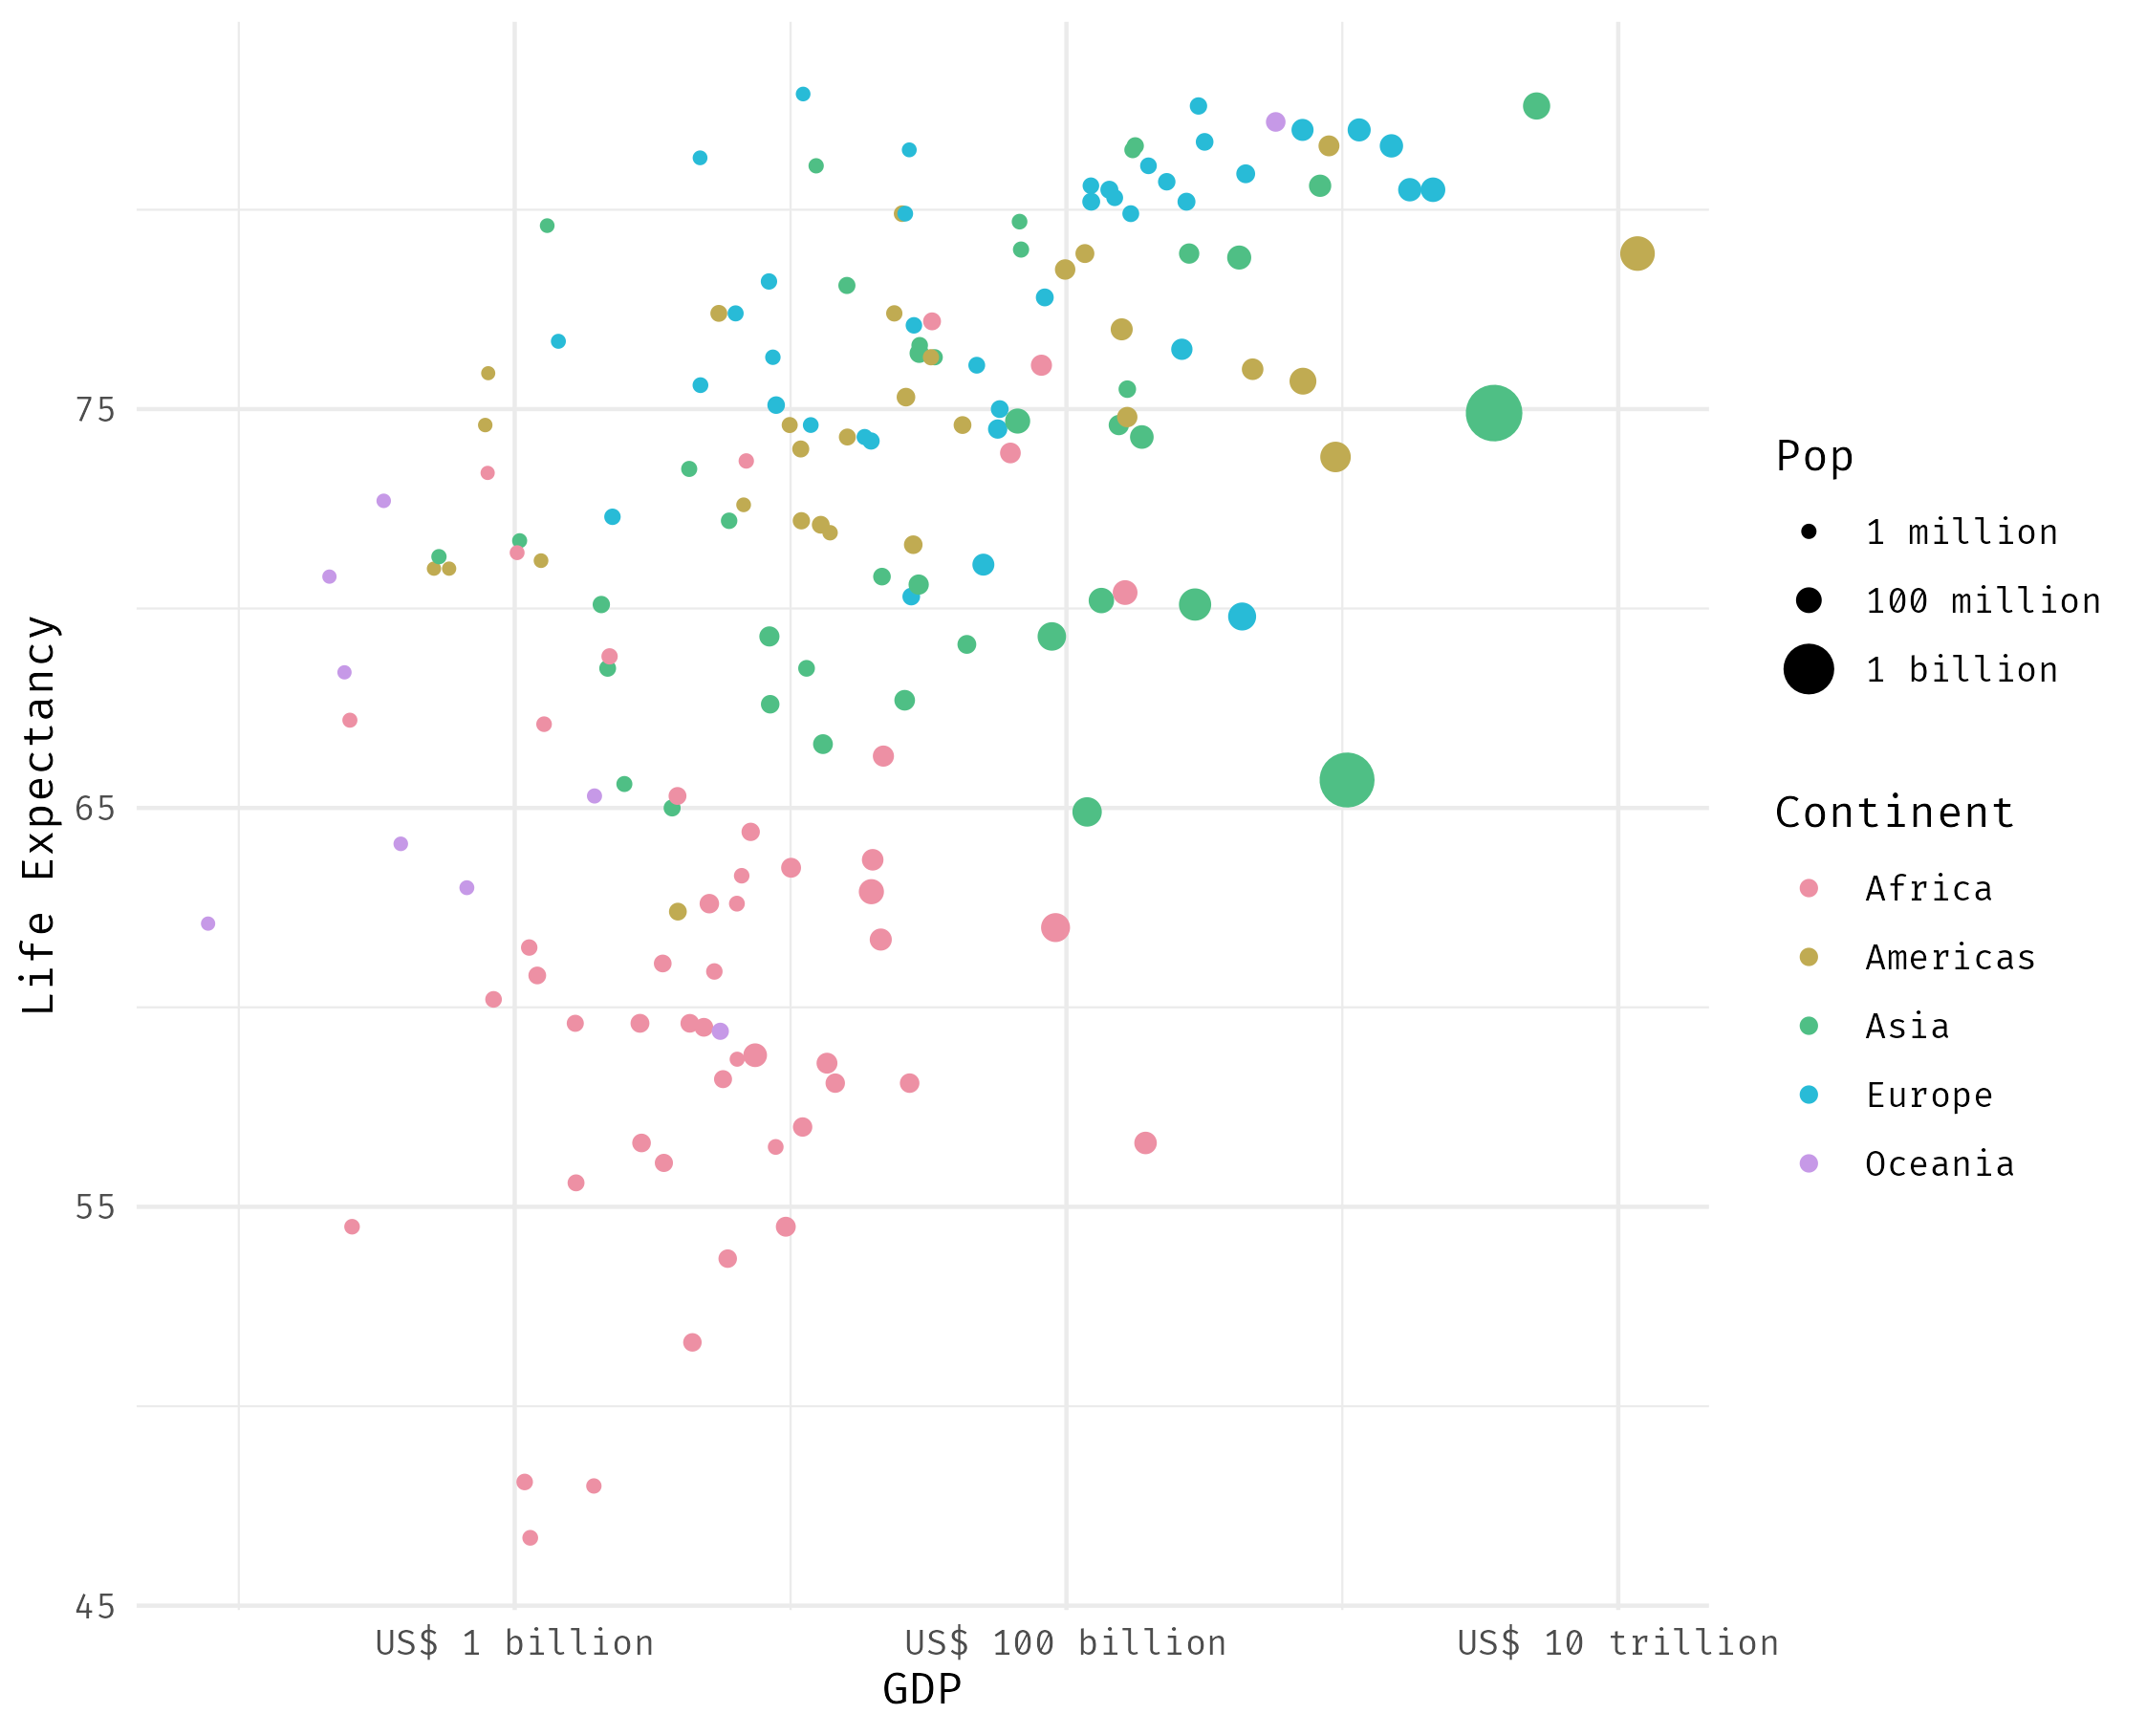 75
65
55
45
Life Expectancy
US$ 1 billion
US$ 100 billion
US$ 10 trillion
GDP
Pop
1 million
100 million
1 billion
Continent
Africa
Americas
Asia
Europe
Oceania